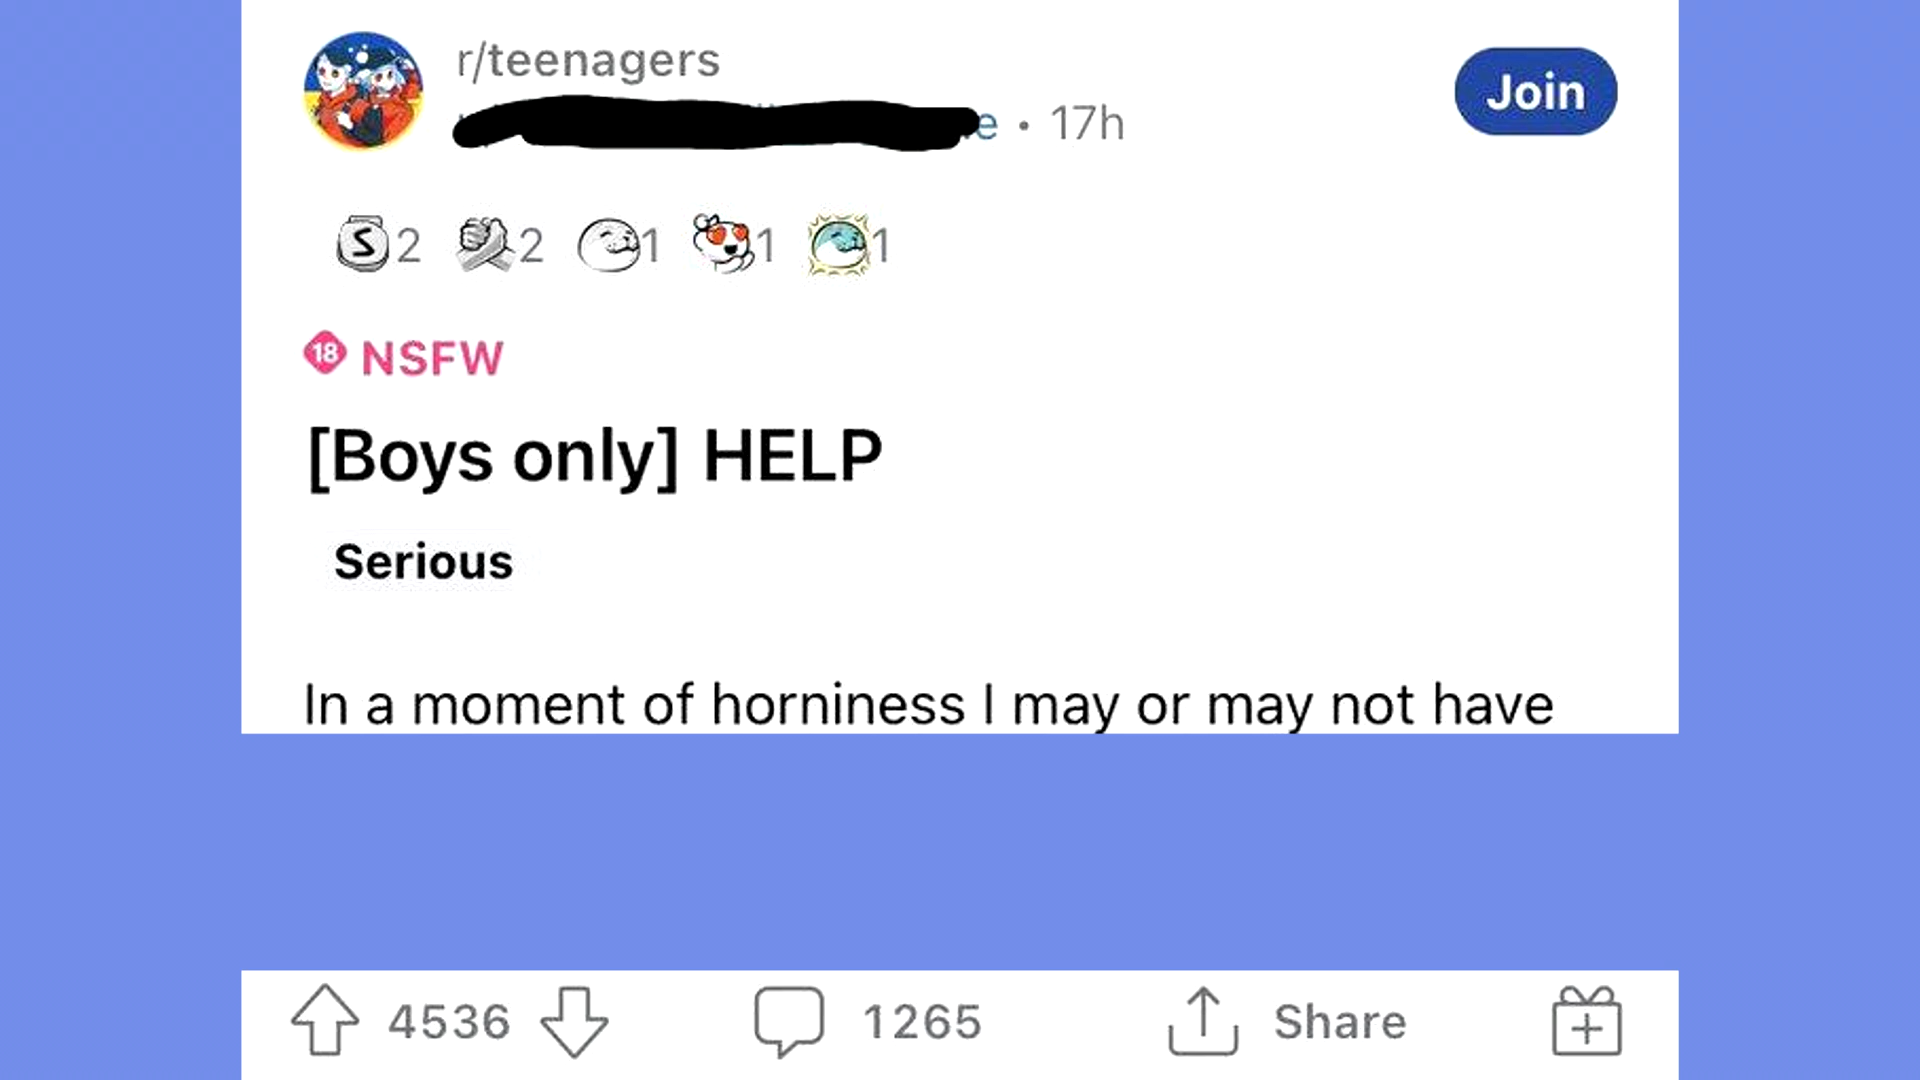 r/teenagers
e • 17h
Join
S 2 2 1 1 1
18 NSFW
[Boys only] HELP
Serious
In a moment of horniness I may or may not have
4536 1265 Share